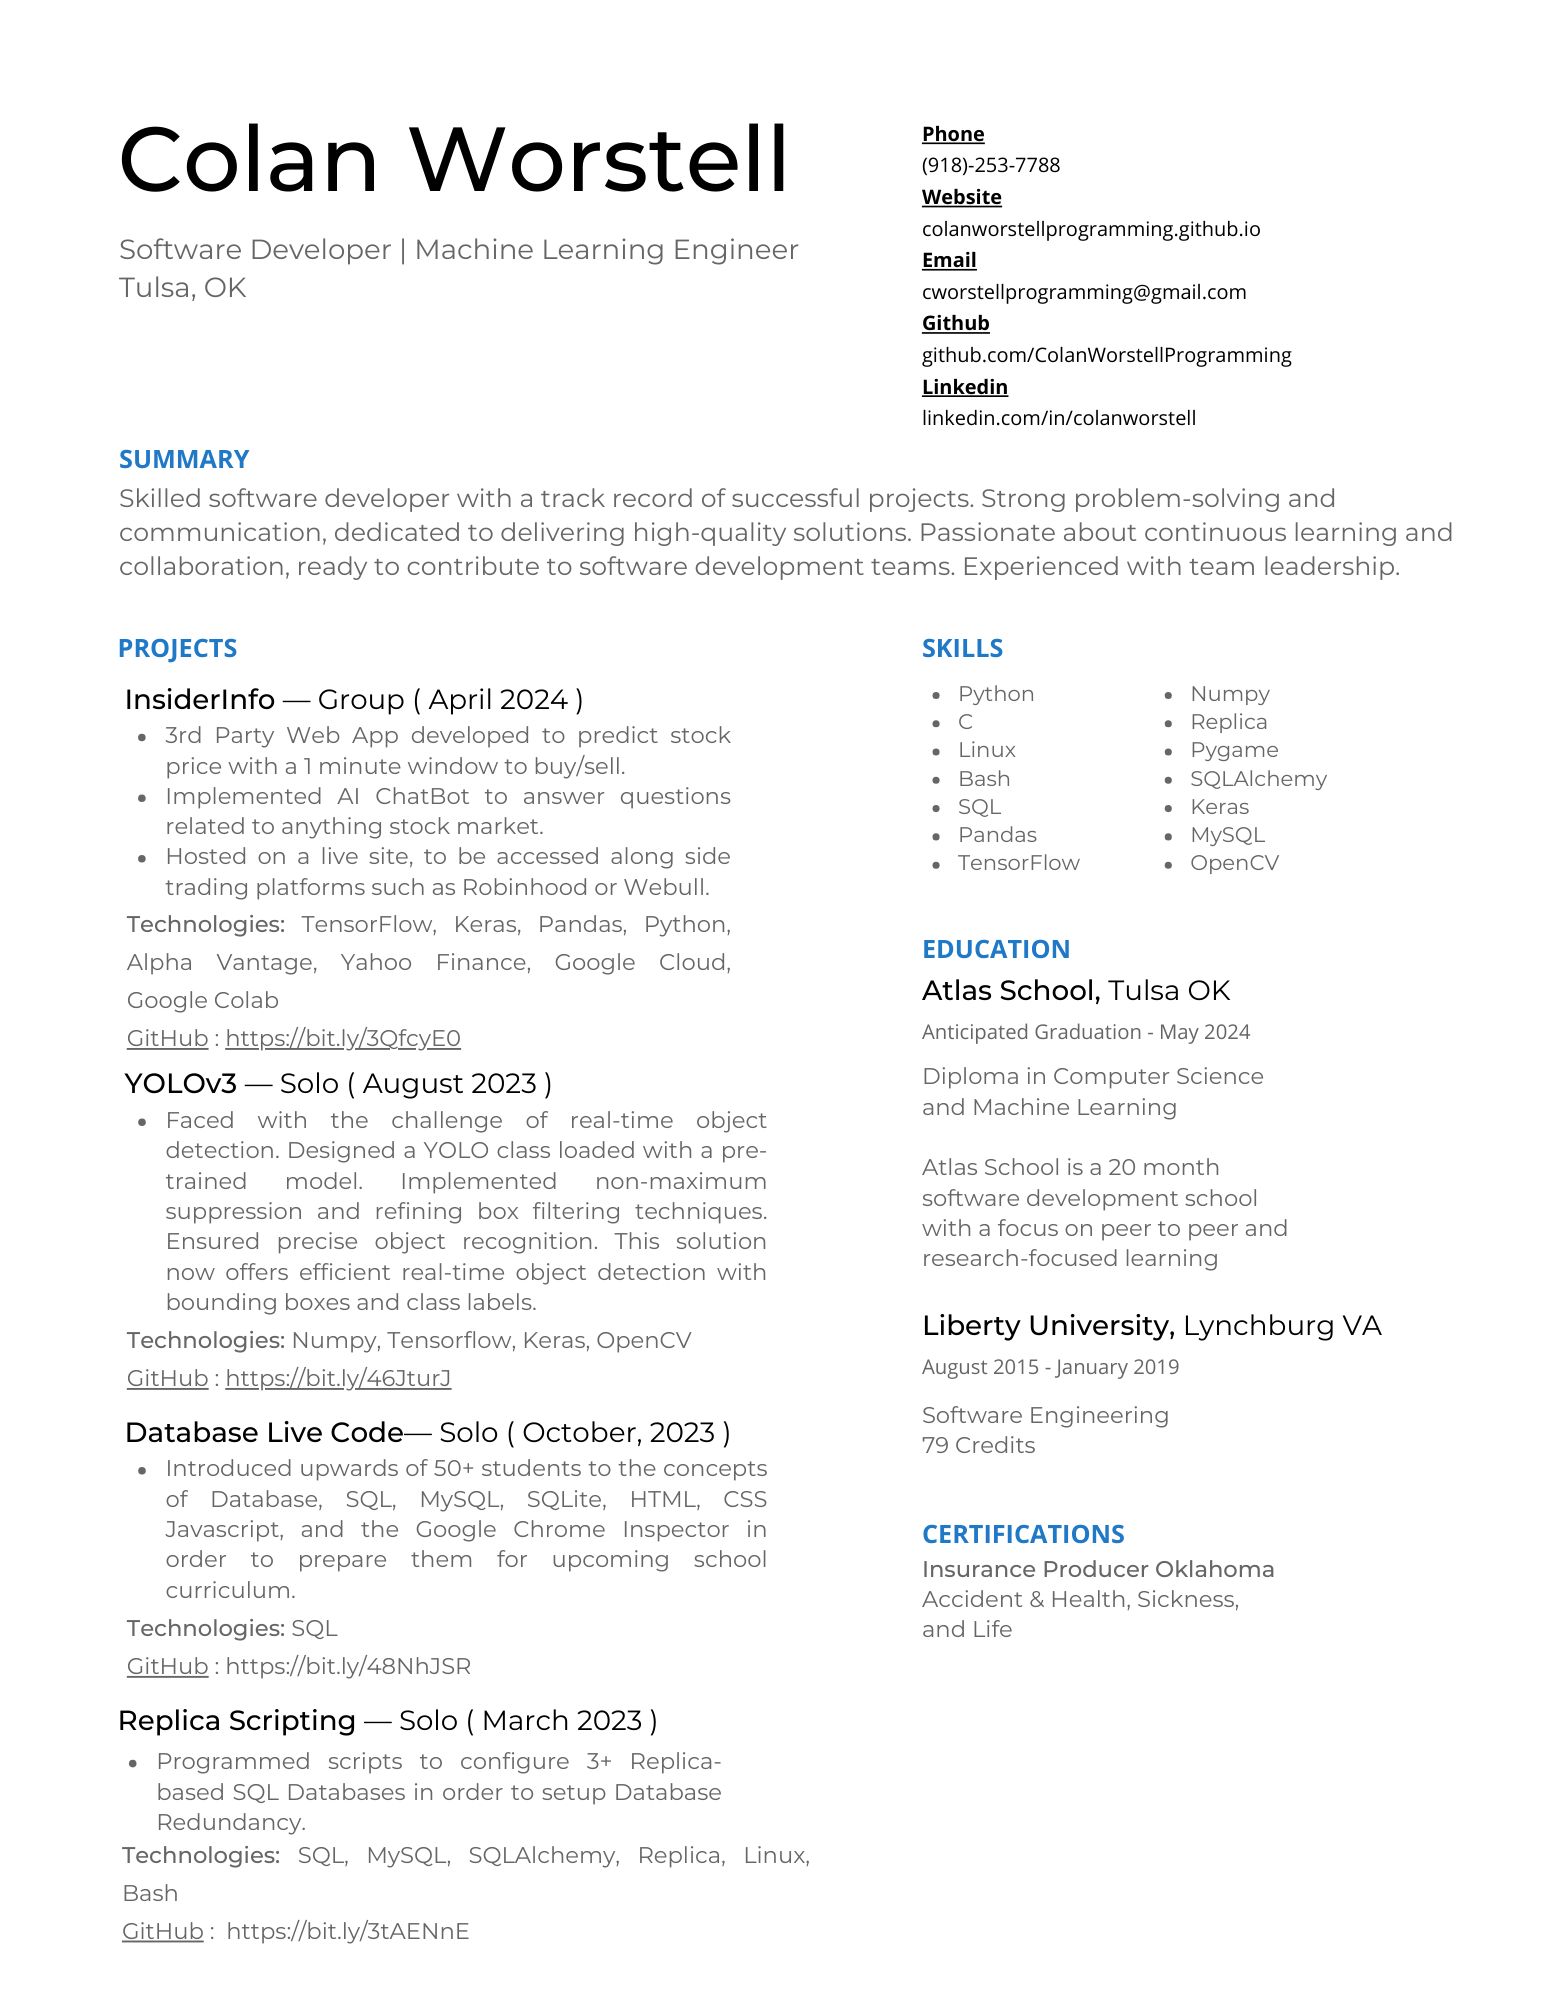 Colan Worstell
Software Developer | Machine Learning Engineer
Tulsa, OK
Phone
(918)-253-7788
Website
colanworstellprogramming.github.io
Email
cworstellprogramming@gmail.com
Github
github.com/ColanWorstellProgramming
Linkedin
linkedin.com/in/colanworstell
SUMMARY
Skilled software developer with a track record of successful projects. Strong problem-solving and
communication, dedicated to delivering high-quality solutions. Passionate about continuous learning and
collaboration, ready to contribute to software development teams. Experienced with team leadership.
PROJECTS
InsiderInfo — Group ( April 2024 )
• 3rd Party Web App developed to predict stock
price with a 1 minute window to buy/sell.
• Implemented AI ChatBot to answer questions
related to anything stock market.
• Hosted on a live site, to be accessed along side
trading platforms such as Robinhood or Webull.
Technologies: TensorFlow, Keras, Pandas, Python,
Alpha Vantage, Yahoo Finance, Google Cloud,
Google Colab
GitHub : https://bit.ly/3QfcyE0
YOLOv3 — Solo ( August 2023 )
• Faced with the challenge of real-time object
detection. Designed a YOLO class loaded with a pre-
trained model. Implemented non-maximum
suppression and refining box filtering techniques.
Ensured precise object recognition. This solution
now offers efficient real-time object detection with
bounding boxes and class labels.
Technologies: Numpy, Tensorflow, Keras, OpenCV
GitHub : https://bit.ly/46JturJ
Database Live Code— Solo ( October, 2023 )
• Introduced upwards of 50+ students to the concepts
of Database, SQL, MySQL, SQLite, HTML, CSS
Javascript, and the Google Chrome Inspector in
order to prepare them for upcoming school
curriculum.
Technologies: SQL
GitHub : https://bit.ly/48NhJSR
Replica Scripting — Solo ( March 2023 )
• Programmed scripts to configure 3+ Replica-
based SQL Databases in order to setup Database
Redundancy.
Technologies: SQL, MySQL, SQLAlchemy, Replica, Linux,
Bash
GitHub : https://bit.ly/3tAENnE
SKILLS
• Python
• C
• Linux
• Bash
• SQL
• Pandas
• TensorFlow
• Numpy
• Replica
• Pygame
• SQLAlchemy
• Keras
• MySQL
• OpenCV
EDUCATION
Atlas School, Tulsa OK
Anticipated Graduation - May 2024
Diploma in Computer Science
and Machine Learning
Atlas School is a 20 month
software development school
with a focus on peer to peer and
research-focused learning
Liberty University, Lynchburg VA
August 2015 - January 2019
Software Engineering
79 Credits
CERTIFICATIONS
Insurance Producer Oklahoma
Accident & Health, Sickness,
and Life